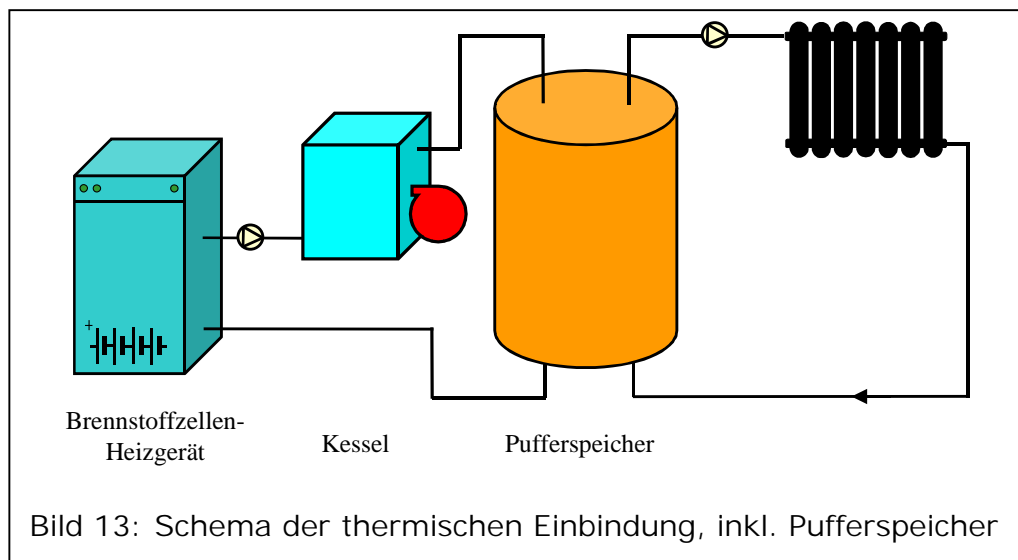 +
Brennstoffzellen-
Heizgerät
Kessel
Pufferspeicher
Bild 13: Schema der thermischen Einbindung, inkl. Pufferspeicher